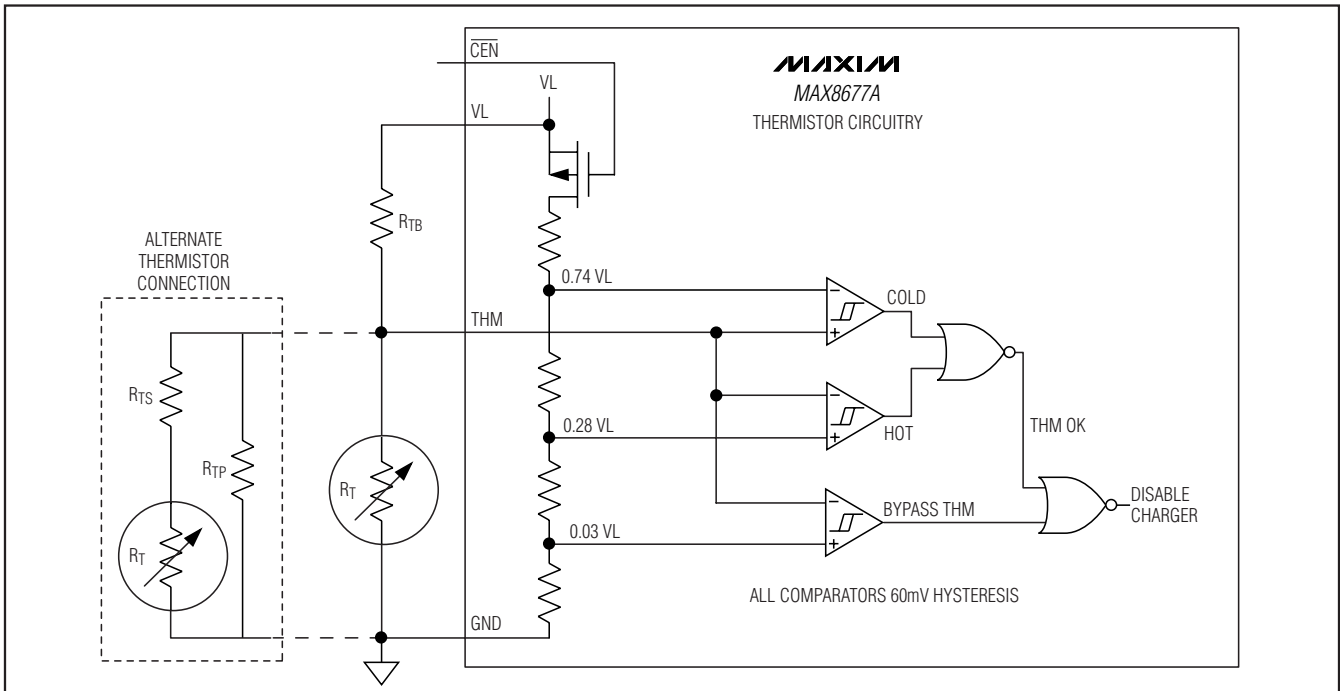 CEN
MAXIM
MAX8677A
THERMISTOR CIRCUITRY
VL
VL
RTB
ALTERNATE
THERMISTOR
CONNECTION
0.74 VL
COLD
THM
RTS
HOT
THM OK
0.28 VL
RTP
RT
BYPASS THM
DISABLE
CHARGER
0.03 VL
RT
ALL COMPARATORS 60mV HYSTERESIS
GND